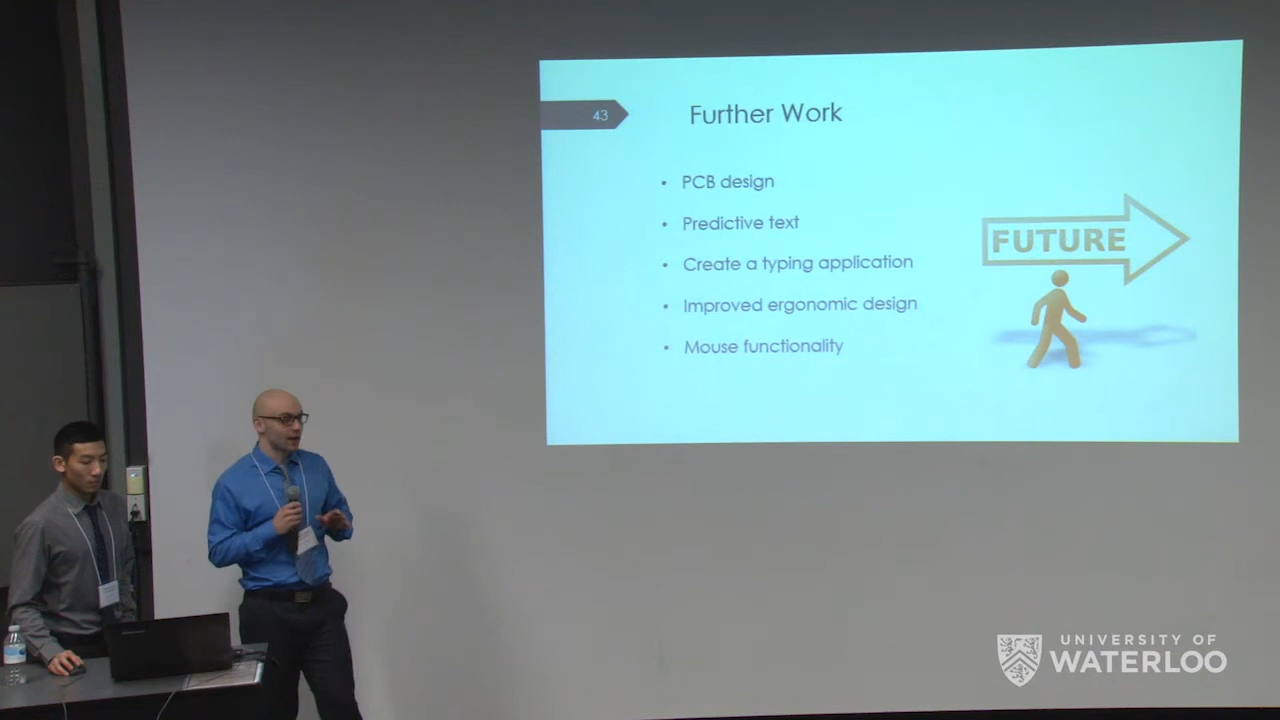 43
Further Work
• PCB design
• Predictive text
• Create a typing application
• Improved ergonomic design
• Mouse functionality
FUTURE
UNIVERSITY OF
WATERLOO